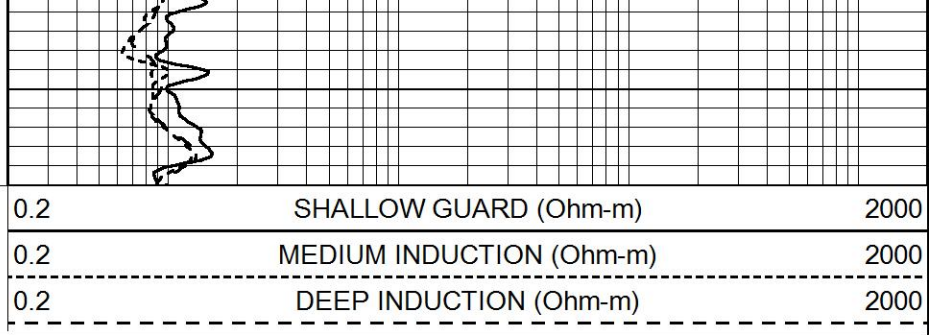 0.2 SHALLOW GUARD (Ohm-m) 2000
0.2 MEDIUM INDUCTION (Ohm-m) 2000
0.2 DEEP INDUCTION (Ohm-m) 2000